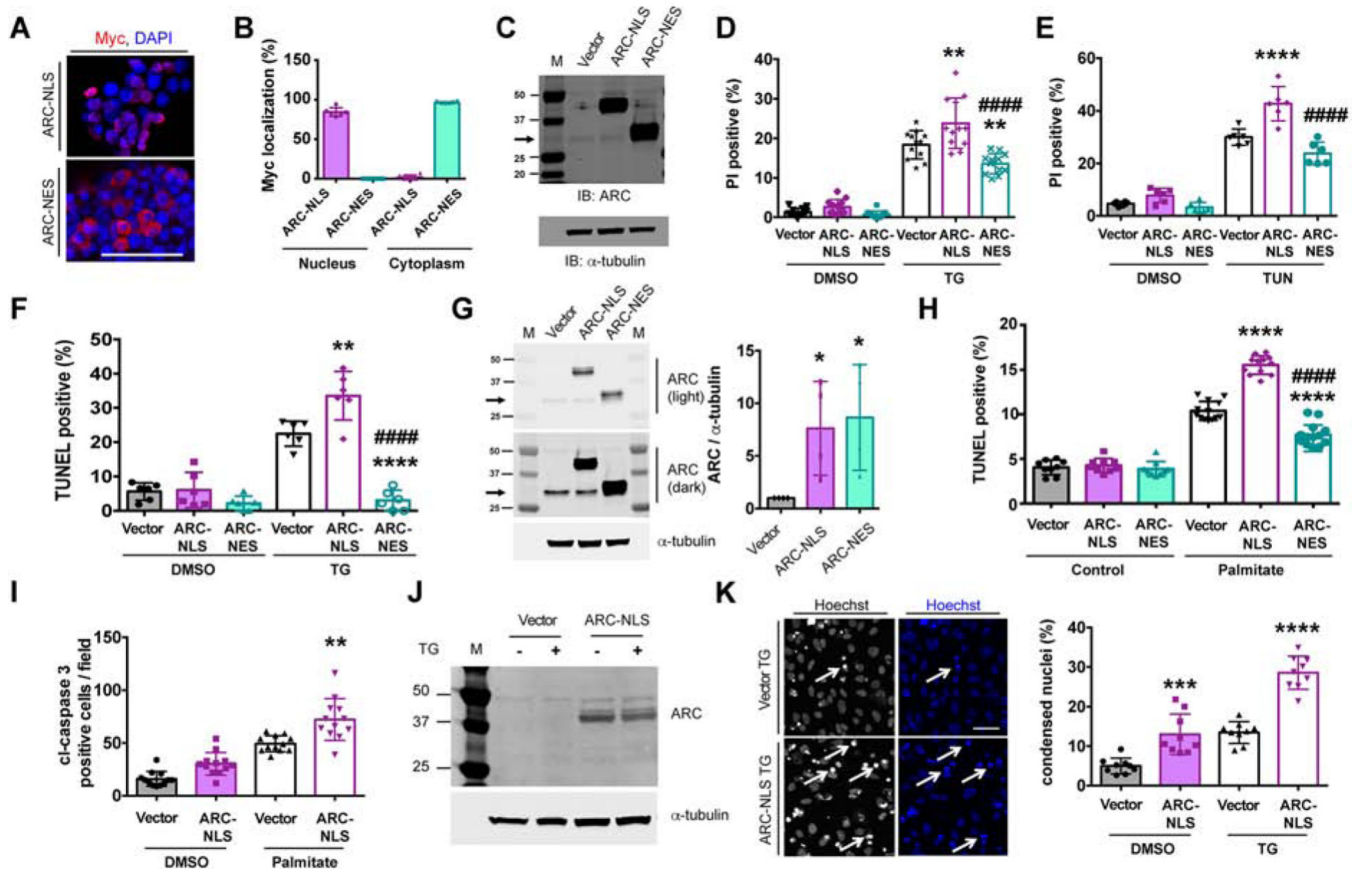 A
Myc, DAPI
ARC-NLS
ARC-NES
B
Myc localization (%)
150
100
50
0
ARC-NLS
ARC-NES
ARC-NLS
ARC-NES
Nucleus
Cytoplasm
C
M
Vector
ARC-NLS
ARC-NES
50
37
25
20
IB: ARC
IB: α-tubulin
D
PI positive (%)
50
40
30
20
10
0
**
####
**
Vector
ARC-NLS
ARC-NES
Vector
ARC-NLS
ARC-NES
DMSO
TG
E
PI positive (%)
80
60
40
20
0
****
####
Vector
ARC-NLS
ARC-NES
Vector
ARC-NLS
ARC-NES
DMSO
TUN
F
TUNEL positive (%)
50
40
30
20
10
0
**
####
****
Vector
ARC-NLS
ARC-NES
Vector
ARC-NLS
ARC-NES
DMSO
TG
G
M
Vector
ARC-NLS
ARC-NES
M
50
37
25
ARC
(light)
50
37
25
ARC
(dark)
α-tubulin
ARC / α-tubulin
15
10
5
0
*
*
Vector
ARC-NLS
ARC-NES
H
TUNEL positive (%)
20
15
10
5
0
****
####
****
Vector
ARC-NLS
ARC-NES
Vector
ARC-NLS
ARC-NES
Control
Palmitate
I
cl-caspase 3
positive cells / field
150
100
50
0
**
Vector
ARC-NLS
Vector
ARC-NLS
DMSO
Palmitate
J
Vector
ARC-NLS
TG
M
-
+
-
+
50
37
25
ARC
α-tubulin
K
Hoechst
Hoechst
Vector TG
ARC-NLS TG
condensed nuclei (%)
40
30
20
10
0
***
****
Vector
ARC-NLS
Vector
ARC-NLS
DMSO
TG